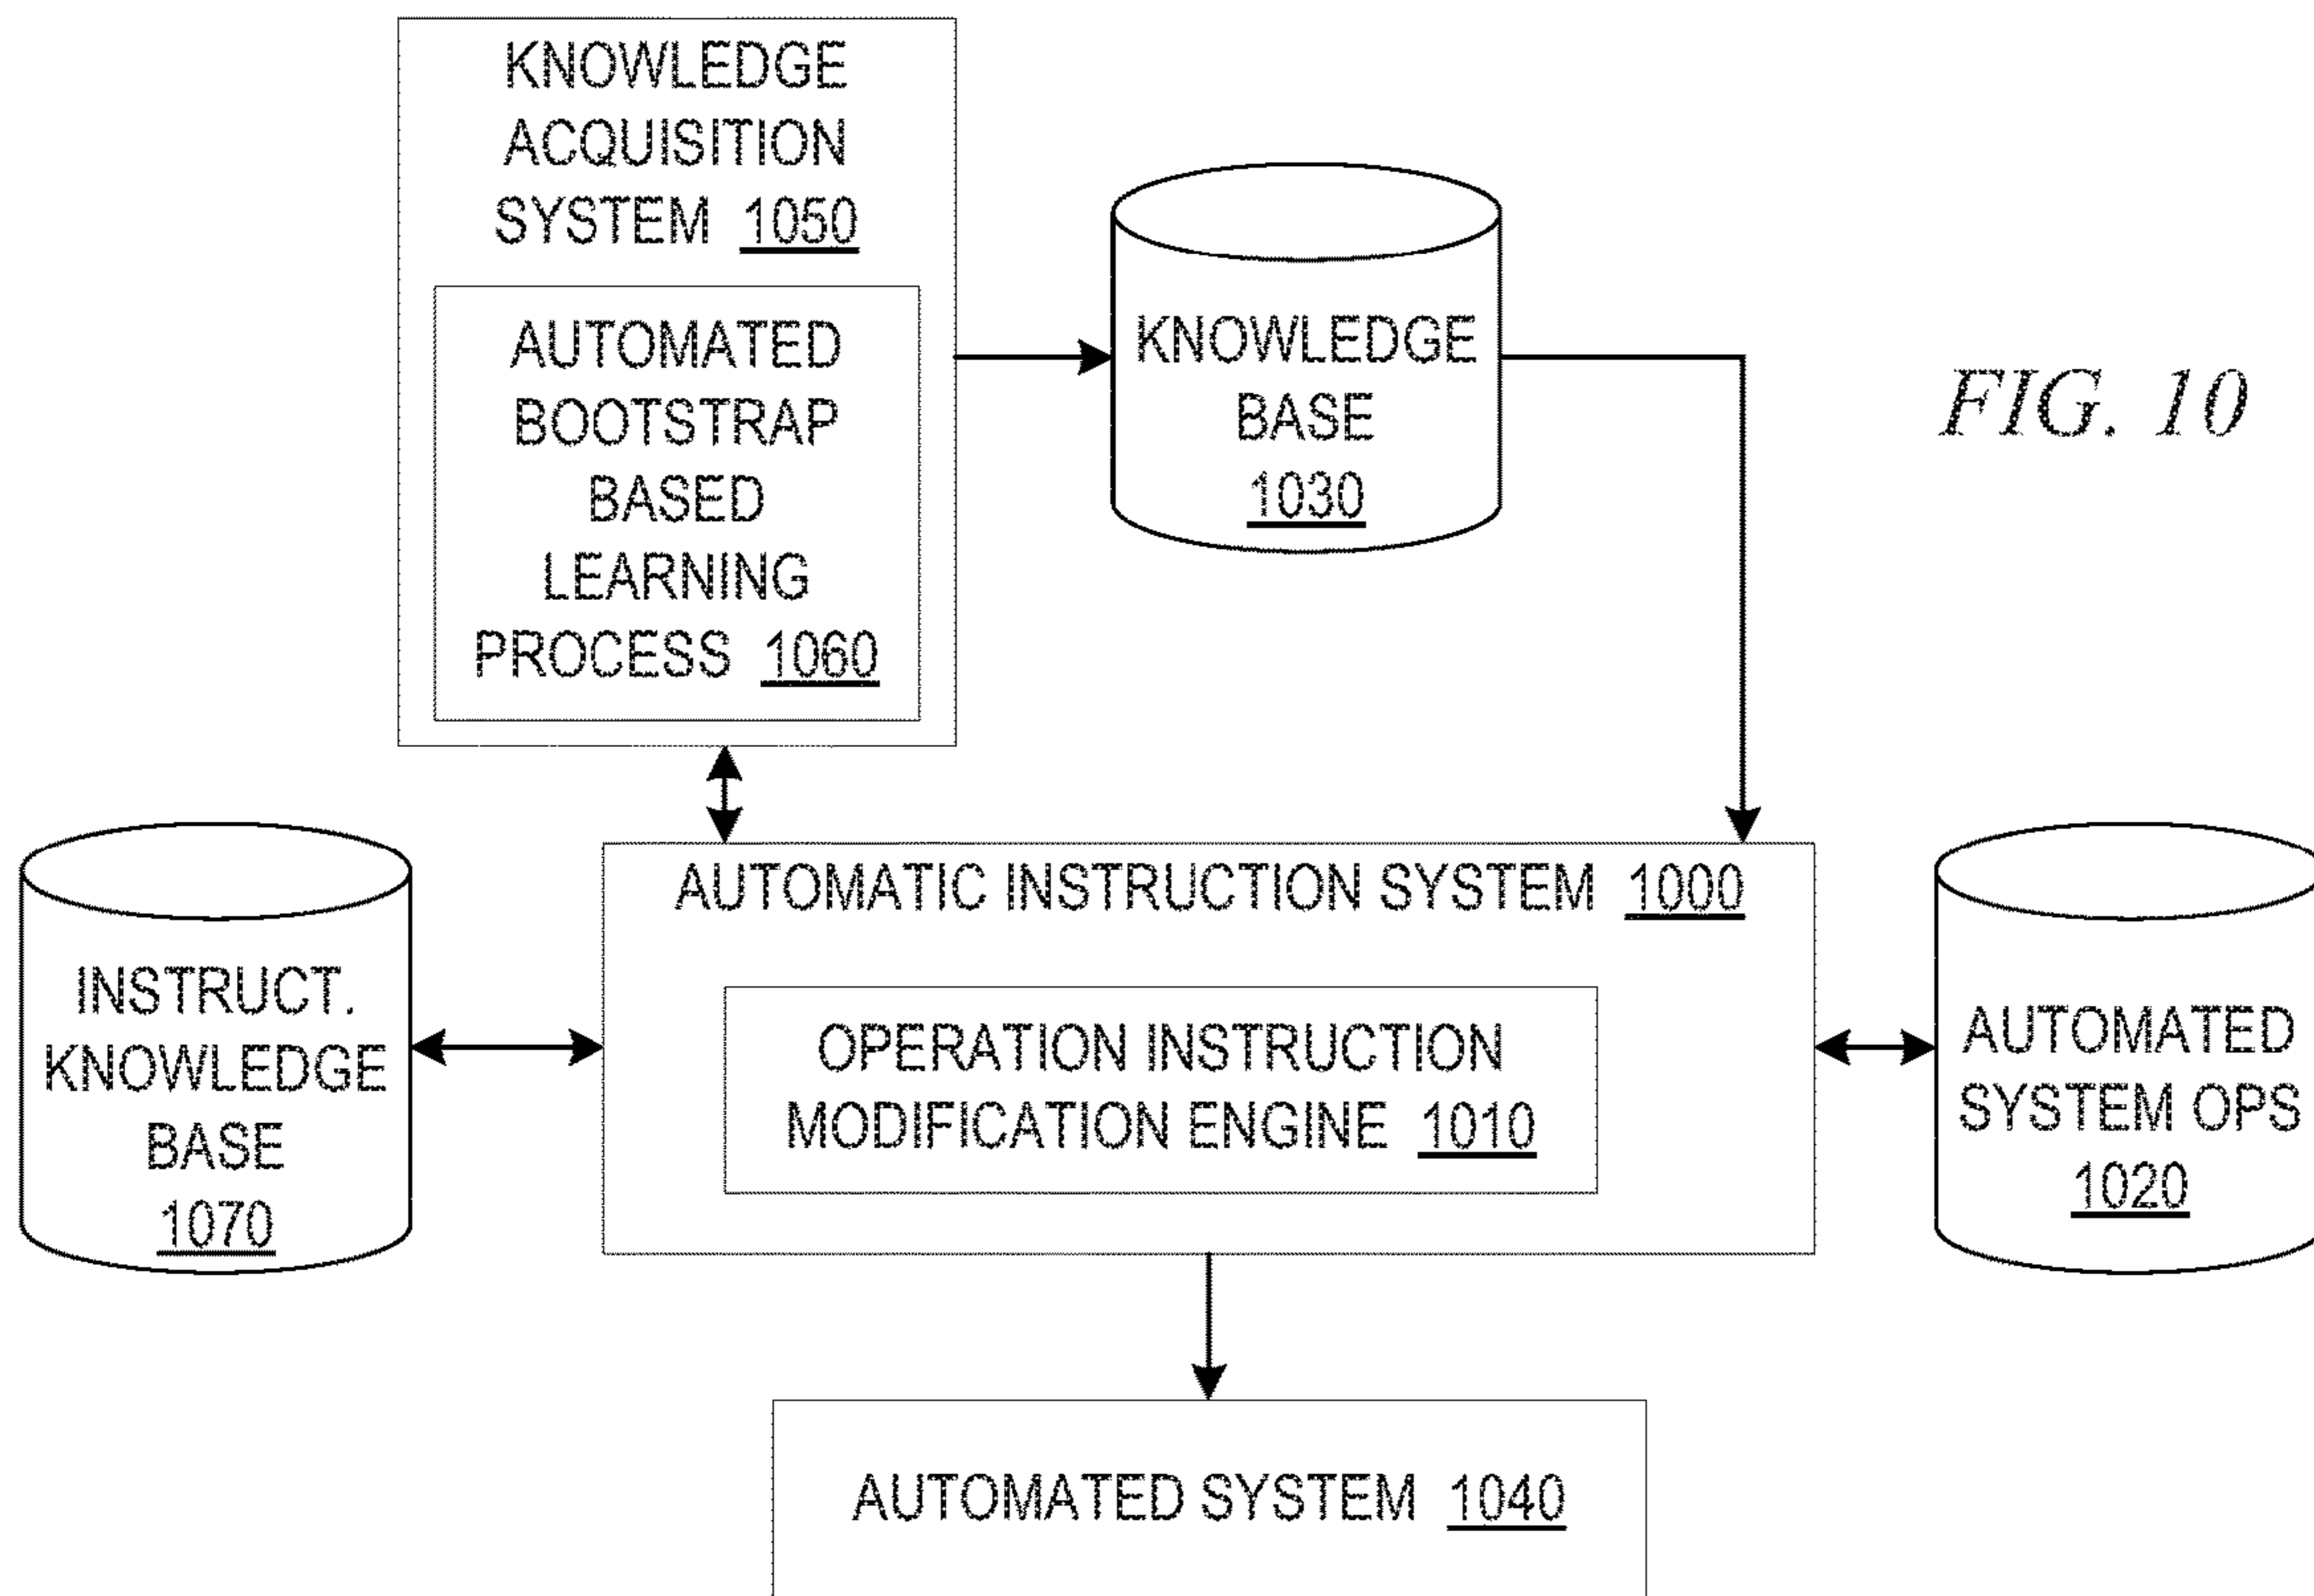 KNOWLEDGE
ACQUISITION
SYSTEM 1050
AUTOMATED
BOOTSTRAP
BASED
LEARNING
PROCESS 1060
KNOWLEDGE
BASE
1030
FIG. 10
INSTRUCT.
KNOWLEDGE
BASE
1070
AUTOMATIC INSTRUCTION SYSTEM 1000
OPERATION INSTRUCTION
MODIFICATION ENGINE 1010
AUTOMATED
SYSTEM OPS
1020
AUTOMATED SYSTEM 1040